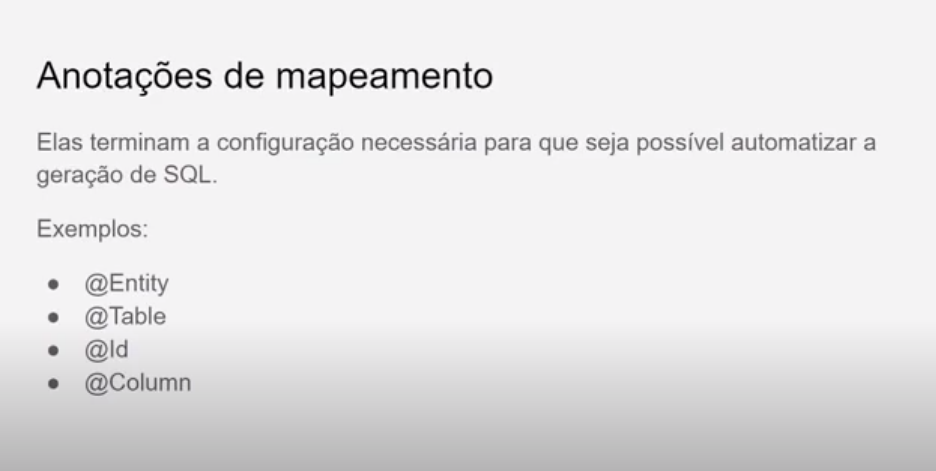 Anotações de mapeamento
Elas terminam a configuração necessária para que seja possível automatizar a
geração de SQL.
Exemplos:
● @Entity
● @Table
● @Id
● @Column